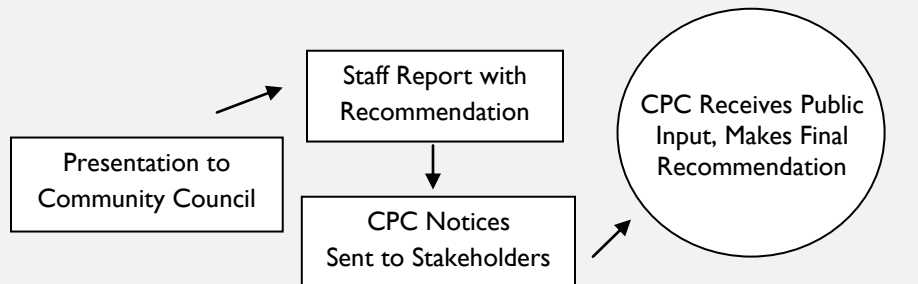 Presentation to
Community Council
Staff Report with
Recommendation
CPC Notices
Sent to Stakeholders
CPC Receives Public
Input, Makes Final
Recommendation